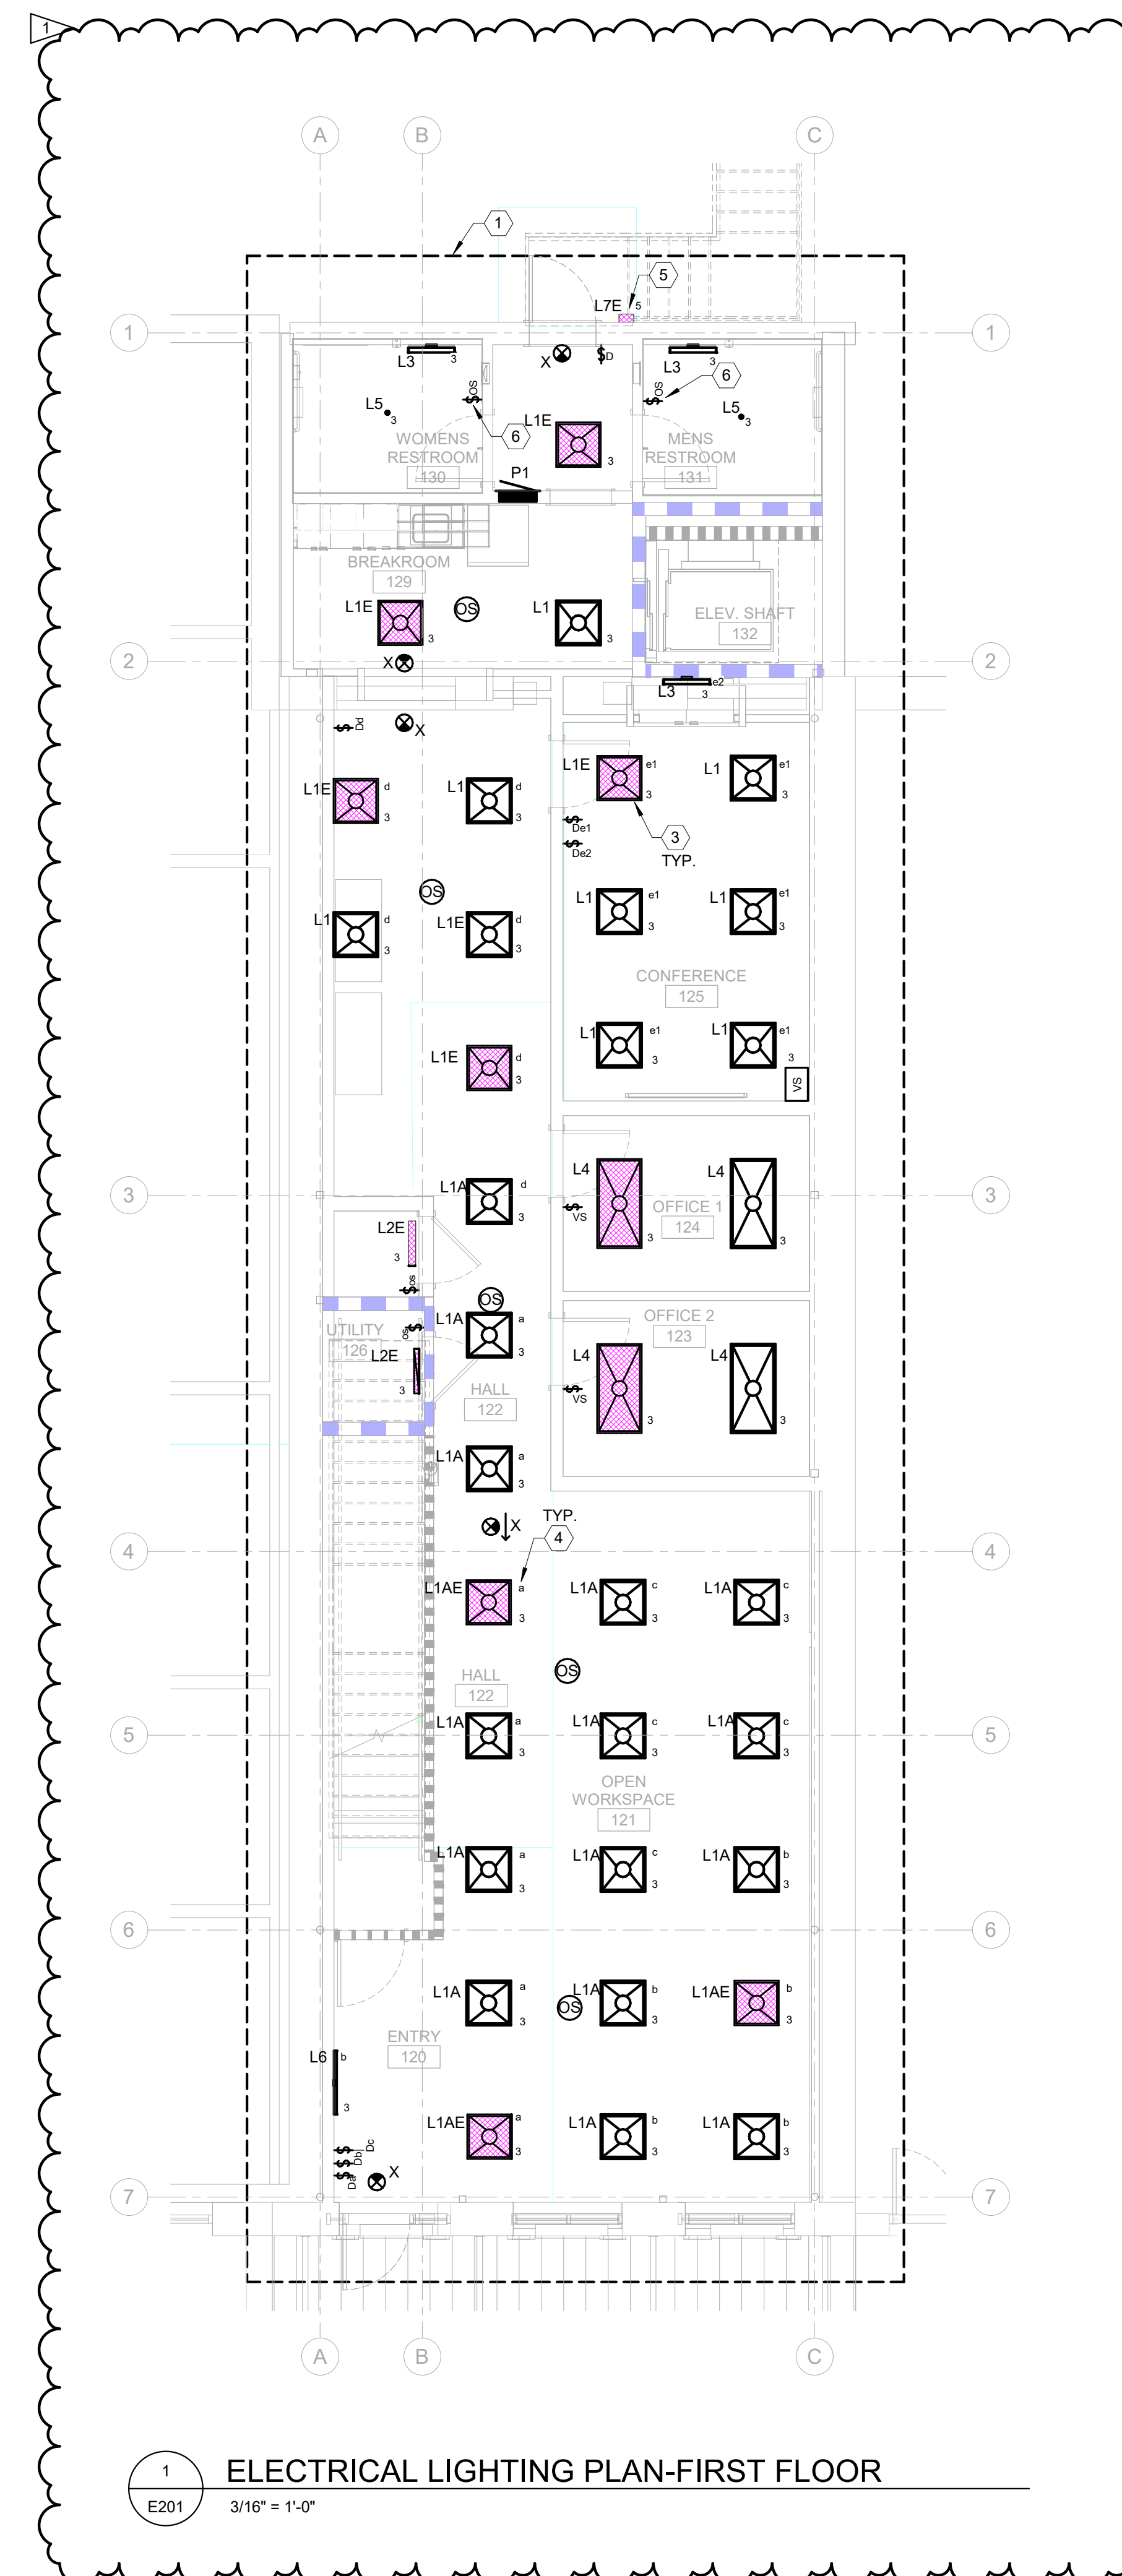 1
A
B
C
1
5
L7E
5
1
1
L3
3
X
$D
L3
3
6
L5
3
$OS
$OS
L5
3
L1E
3
6
WOMENS
RESTROOM
130
MENS
RESTROOM
131
P1
BREAKROOM
129
L1E
3
OS
L1
3
ELEV. SHAFT
132
2
X
2
L3
e2
3
$Dd
X
L1E
d
3
L1
d
3
L1E
e1
3
L1
e1
3
$De1
$De2
3
TYP.
OS
L1
d
3
L1E
d
3
L1
e1
3
L1
e1
3
CONFERENCE
125
L1E
d
3
L1
e1
3
L1
e1
3
3
VS
L1A
d
3
L4
3
L4
3
3
3
$VS
OFFICE 1
124
L2E
3
$OS
OS
L1A
a
3
OFFICE 2
123
UTILITY
126
$OS
L2E
3
L4
3
L4
3
$VS
HALL
122
L1A
a
3
X
TYP.
4
4
4
L1AE
a
3
L1A
c
3
L1A
c
3
OS
HALL
122
5
L1A
a
3
L1A
c
3
L1A
c
3
5
OPEN
WORKSPACE
121
L1A
a
3
L1A
c
3
L1A
b
3
6
6
L1A
a
3
L1A
b
3
OS
L1AE
b
3
ENTRY
120
L6
b
3
L1AE
a
3
L1A
b
3
L1A
b
3
$Dc
$Db
$Da
X
7
7
A
B
C
1
E201
ELECTRICAL LIGHTING PLAN-FIRST FLOOR
3/16" = 1'-0"